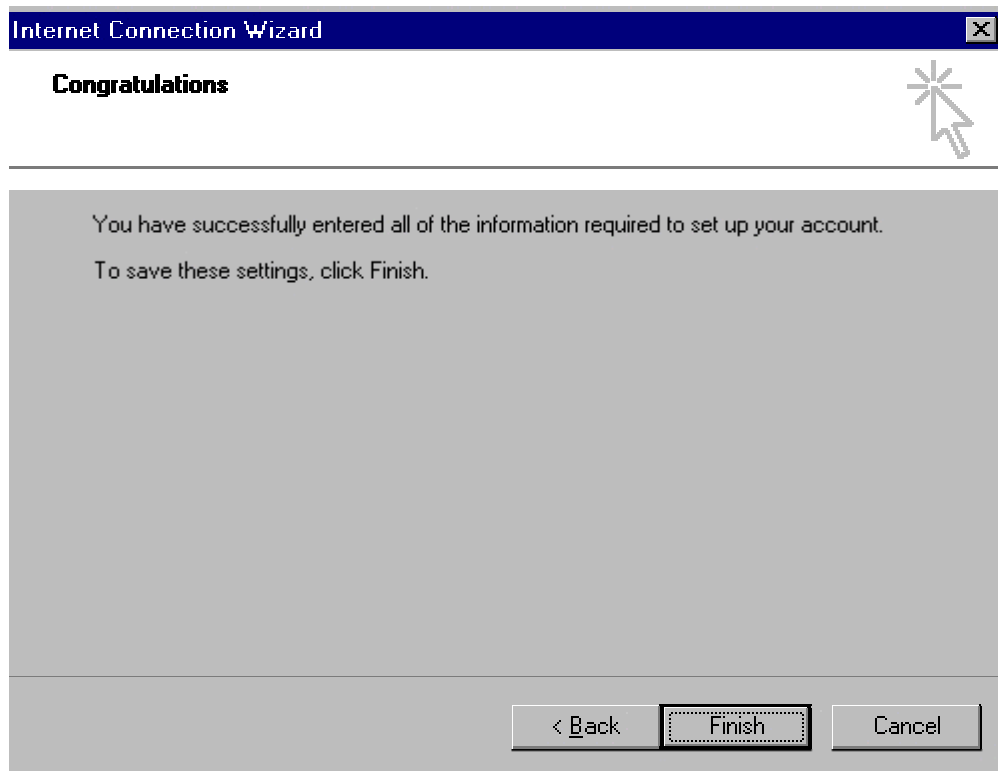 Internet Connection Wizard
Congratulations
You have successfully entered all of the information required to set up your account.
To save these settings, click Finish.
< Back Finish Cancel